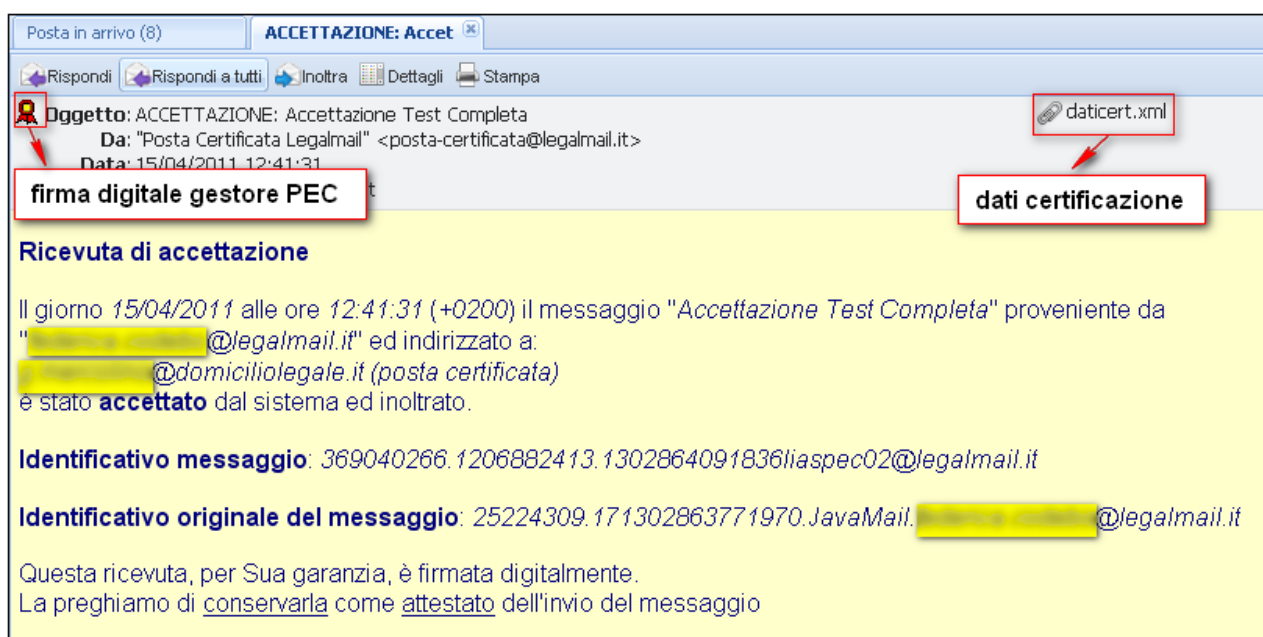 Posta in arrivo (8) ACCETTAZIONE: Accet
Rispondi Rispondi a tutti Inoltra Dettagli Stampa
Oggetto: ACCETTAZIONE: Accettazione Test Completa
daticert.xml
Da: "Posta Certificata Legalmail" <posta-certificata@legalmail.it>
Data: 15/04/2011 12:41:31
t
firma digitale gestore PEC
dati certificazione
Ricevuta di accettazione
Il giorno 15/04/2011 alle ore 12:41:31 (+0200) il messaggio "Accettazione Test Completa" proveniente da
"@legalmail.it" ed indirizzato a:
@domiciliolegale.it (posta certificata)
è stato accettato dal sistema ed inoltrato.
Identificativo messaggio: 369040266.1206882413.1302864091836liaspec02@legalmail.it
Identificativo originale del messaggio: 25224309.171302863771970.JavaMail.@legalmail.it
Questa ricevuta, per Sua garanzia, è firmata digitalmente.
La preghiamo di conservarla come attestato dell'invio del messaggio